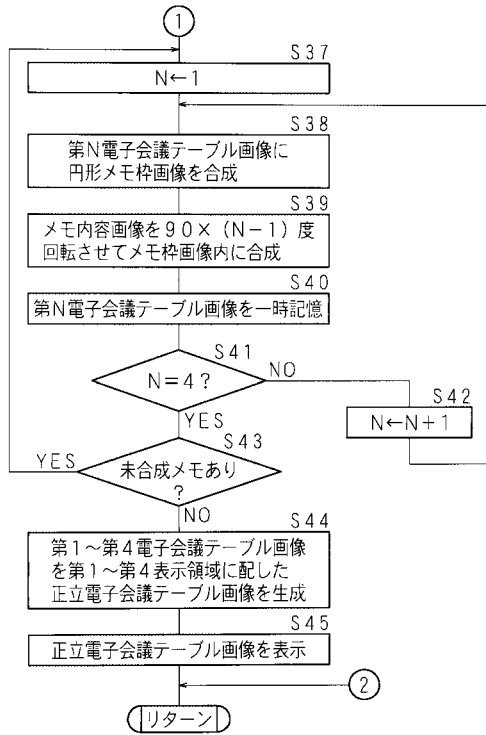 1
S37
N←1
S38
第N電子会議テーブル画像に
円形メモ枠画像を合成
S39
メモ内容画像を90×(N-1)度
回転させてメモ枠画像内に合成
S40
第N電子会議テーブル画像を一時記憶
S41
N=4?
NO
S42
N←N+1
YES
S43
YES
未合成メモあり
?
NO
S44
第1～第4電子会議テーブル画像
を第1～第4表示領域に配した
正立電子会議テーブル画像を生成
S45
正立電子会議テーブル画像を表示
2
リターン